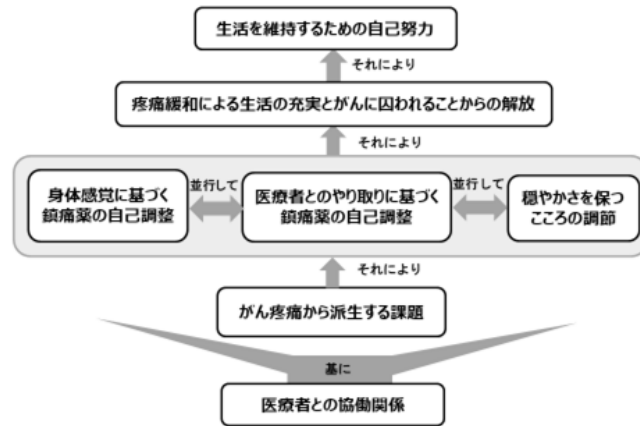 生活を維持するための自己努力
それにより
疼痛緩和による生活の充実とがんに囚われることからの解放
それにより
身体感覚に基づく
鎮痛薬の自己調整
並行して
医療者とのやり取りに基づく
鎮痛薬の自己調整
並行して
穏やかさを保つ
こころの調節
それにより
がん疼痛から派生する課題
基に
医療者との協働関係